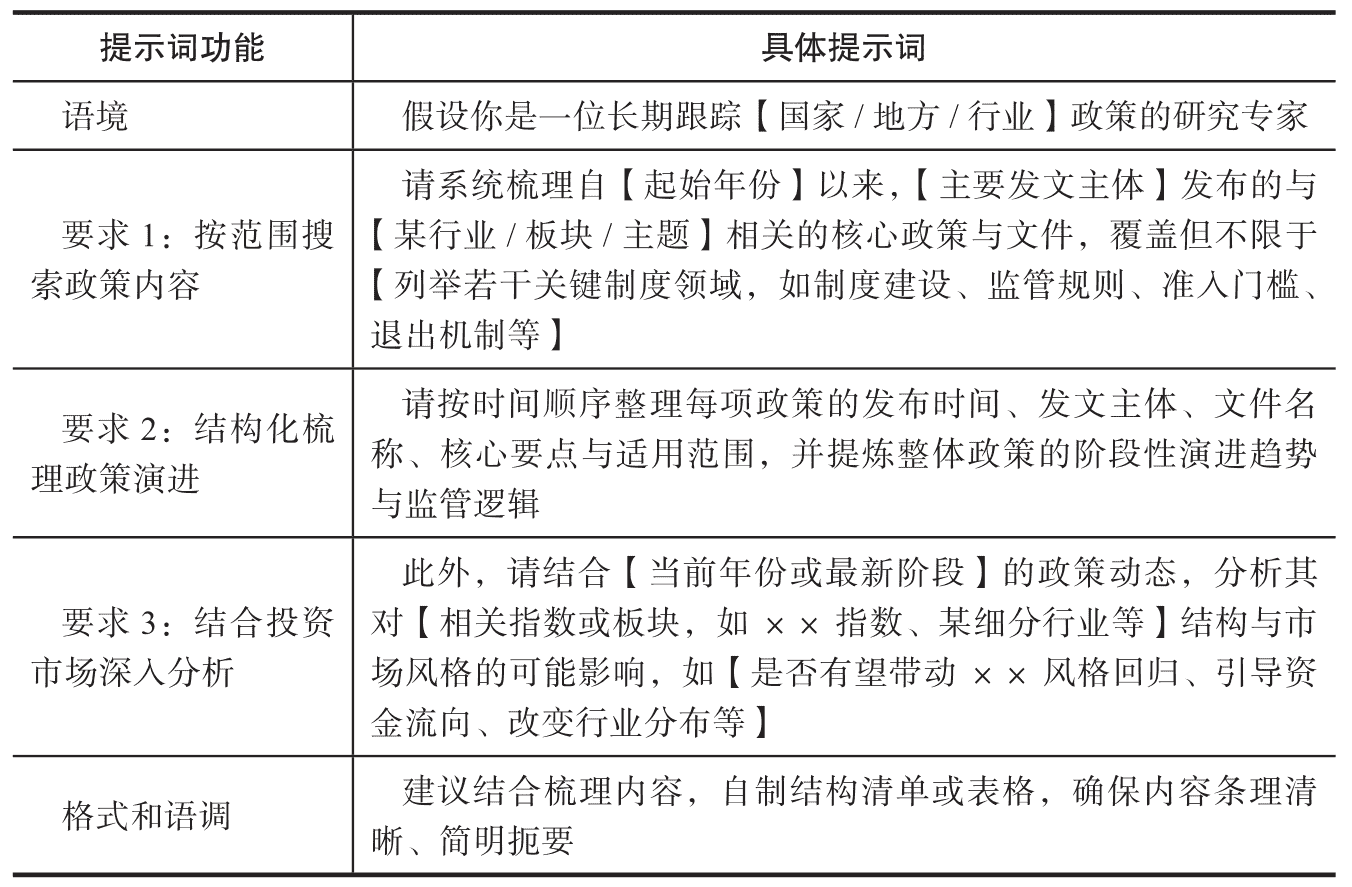 提示词功能
具体提示词
语境
假设你是一位长期跟踪【国家/地方/行业】政策的研究专家
要求1：按范围搜
索政策内容
请系统梳理自【起始年份】以来，【主要发文主体】发布的与
【某行业/板块/主题】相关的核心政策与文件，覆盖但不限于
【列举若干关键制度领域，如制度建设、监管规则、准入门槛、
退出机制等】
要求2：结构化梳
理政策演进
请按时间顺序整理每项政策的发布时间、发文主体、文件名
称、核心要点与适用范围，并提炼整体政策的阶段性演进趋势
与监管逻辑
要求3：结合投资
市场深入分析
此外，请结合【当前年份或最新阶段】的政策动态，分析其
对【相关指数或板块，如××指数、某细分行业等】结构与市
场风格的可能影响，如【是否有望带动××风格回归、引导资
金流向、改变行业分布等】
格式和语调
建议结合梳理内容，自制结构清单或表格，确保内容条理清
晰、简明扼要